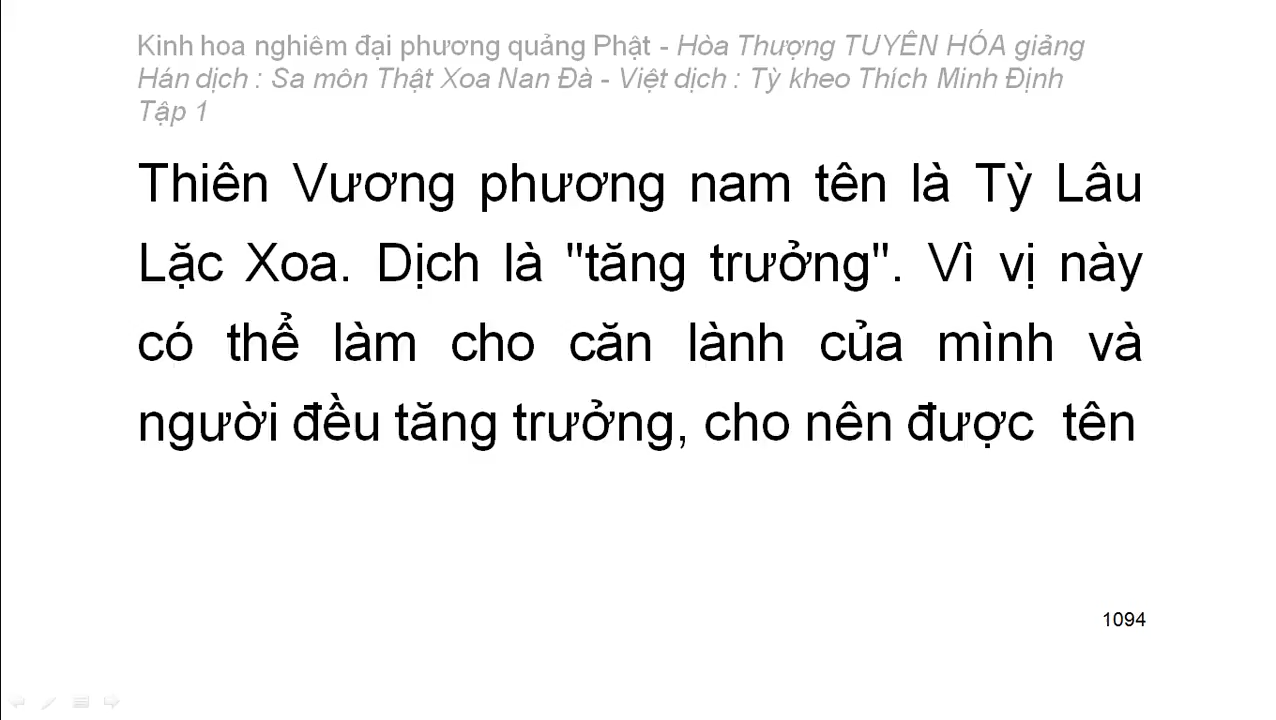 Kinh hoa nghiêm đại phương quảng Phật - Hòa Thượng TUYÊN HÓA giảng
Hán dịch : Sa môn Thật Xoa Nan Đà - Việt dịch : Tỳ kheo Thích Minh Định
Tập 1
Thiên Vương phương nam tên là Tỳ Lâu
Lặc Xoa. Dịch là "tăng trưởng". Vì vị này
có thể làm cho căn lành của mình và
người đều tăng trưởng, cho nên được  tên
1094